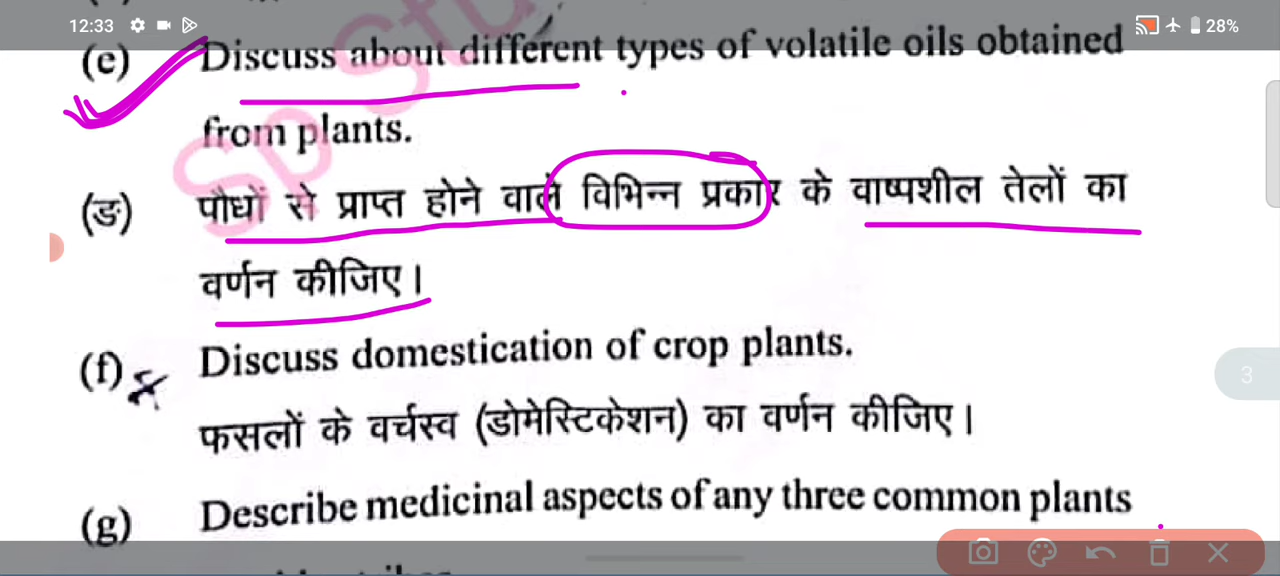 12:33 28%
(e) Discuss about different types of volatile oils obtained
from plants.
(ङ) पौधों से प्राप्त होने वाले विभिन्न प्रकार के वाष्पशील तेलों का
वर्णन कीजिए।
(f) Discuss domestication of crop plants.
फसलों के वर्चस्व (डोमेस्टिकेशन) का वर्णन कीजिए।
3
(g) Describe medicinal aspects of any three common plants